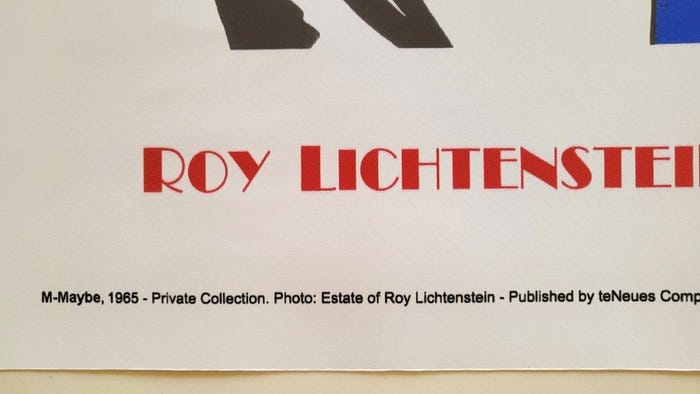 ROY LICHTENSTEI
M-Maybe, 1965 - Private Collection. Photo: Estate of Roy Lichtenstein - Published by teNeues Comp